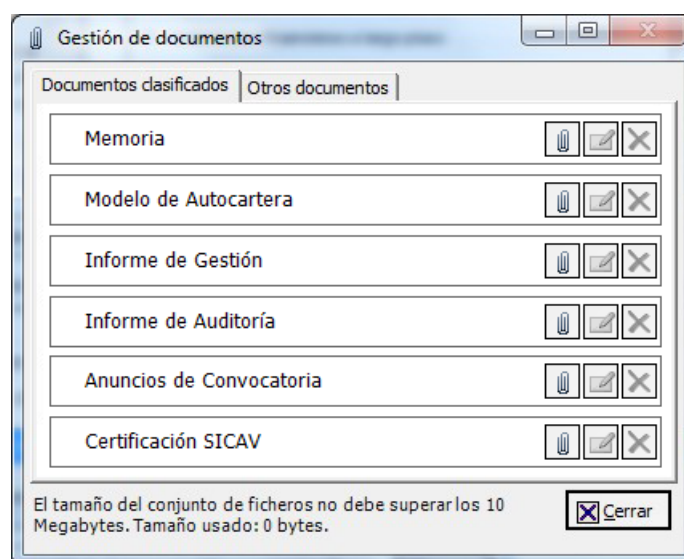 Gestión de documentos
Documentos clasificados
Otros documentos
Memoria
Modelo de Autocartera
Informe de Gestión
Informe de Auditoría
Anuncios de Convocatoria
Certificación SICAV
El tamaño del conjunto de ficheros no debe superar los 10
Megabytes. Tamaño usado: 0 bytes.
Cerrar